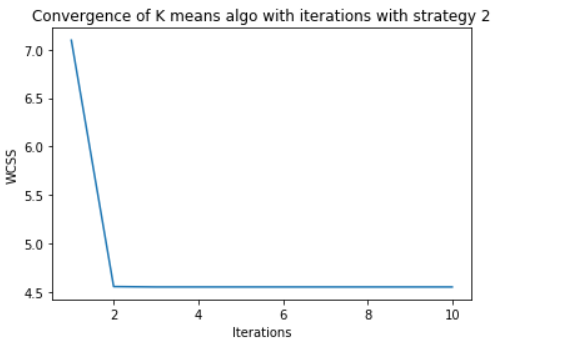 Convergence of K means algo with iterations with strategy 2
7.0
6.5
6.0
5.5
5.0
4.5
WCSS
2 4 6 8 10
Iterations